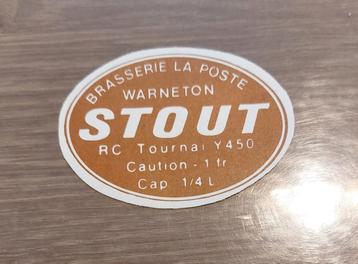 BRASSERIE LA POSTE
WARNETON
STOUT
RC Tournai Y450
Caution - 1 fr
Cap. 1/4 L